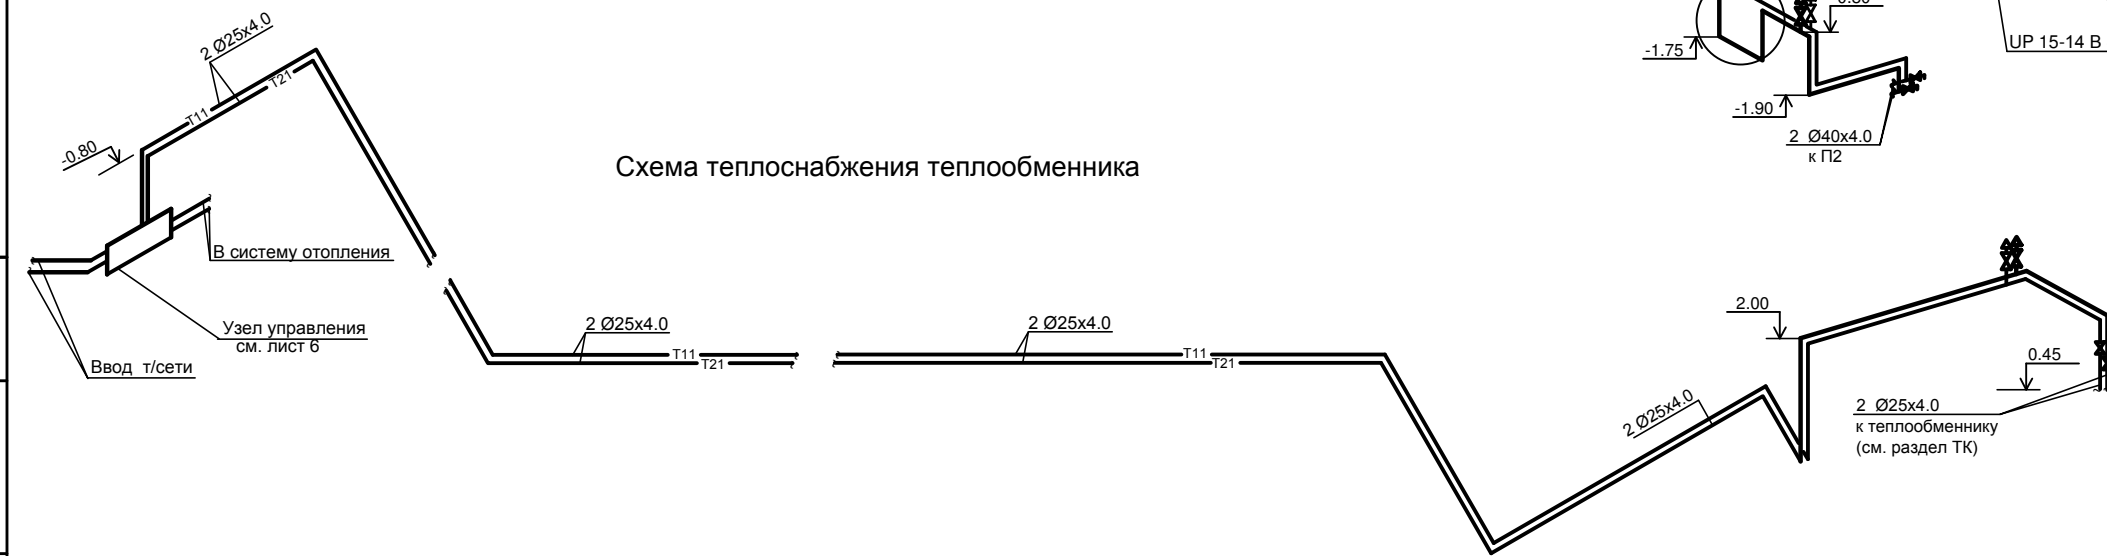 2 Ø25x4.0
T11
T21
-0.80
В систему отопления
Узел управления
см. лист 6
Ввод т/сети
Схема теплоснабжения теплообменника
2 Ø25x4.0
T11
T21
2 Ø25x4.0
T11
T21
2 Ø25x4.0
-1.75
UP 15-14 В
-1.90
2 Ø40x4.0
к П2
2.00
0.45
2 Ø25x4.0
к теплообменнику
(см. раздел ТК)